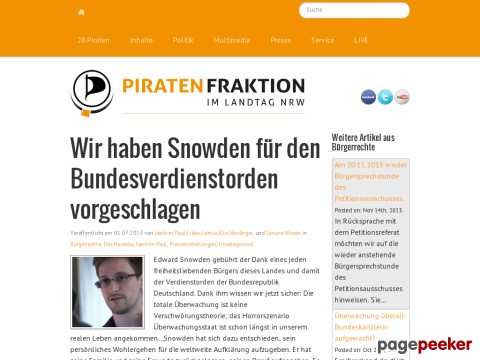 Suche
20 Piraten Inhalte Politik Multimedia Presse Service LIVE
PIRATENFRAKTION
IM LANDTAG NRW
Wir haben Snowden für den
Bundesverdienstorden
vorgeschlagen
Veröffentlicht am 01.07.2013 von Joachim Paul, Lukas Lamla, und Simone
Bürgerrechte, Das Neueste, Joachim Paul, Pressemitteilungen, Uncategorized.
Edward Snowden gebührt der Dank eines jeden
freiheitsliebenden Bürgers dieses Landes und damit
der Verdienstorden der Bundesrepublik
Deutschland. Dank ihm wissen wir jetzt sicher: Die
totale Überwachung ist keine
Verschwörungstheorie; das Horrorszenario
Überwachungsstaat ist schon längst in unserem
realen Leben angekommen. „Snowden hat sich dazu entschieden, sein
persönliches Wohlergehen für die weltweite Aufklärung aufzugeben. Er hat
Weitere Artikel aus
Bürgerrechte
Am 20.11.2013 wieder
Bürgersprechstunde
des
Petitionsausschusses.
Posted on: Nov 14th, 2013
In Rücksprache mit
dem Petitionsreferat
möchten wir auf die
wieder anstehende
Bürgersprechstunde
des
Petitionsausschusses
hinweisen. Sie...
Überwachung überall:
Bundeskanzlerin
aufgewacht?
Posted on: Oct 2
pagepeeker